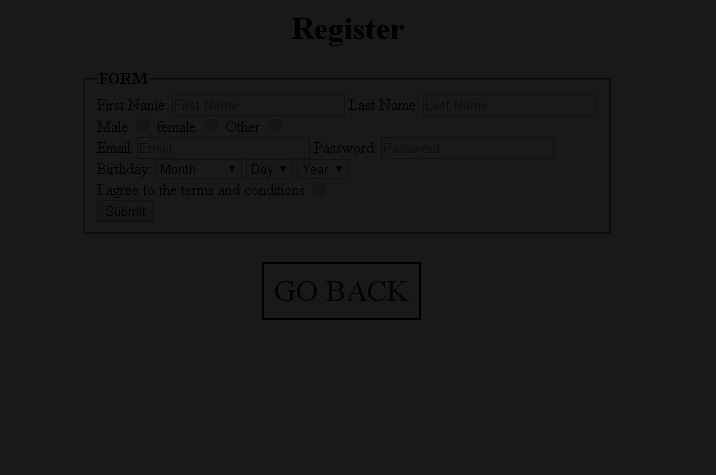 Register
FORM
First Name: First Name Last Name: Last Name
Male female Other
Email: Email Password: Password
Birthday: Month Day Year
I agree to the terms and conditions
Submit
GO BACK